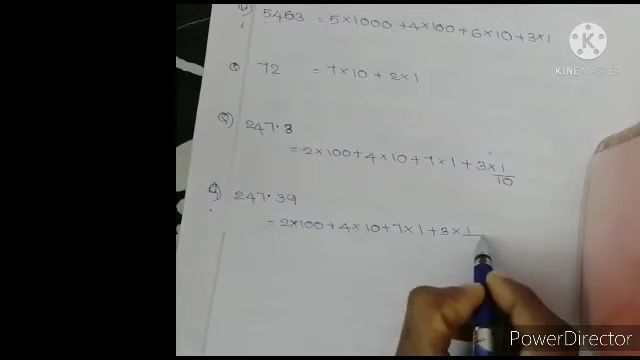 5463 = 5×1000 + 4×100 + 6×10 + 3×1
72 = 7×10 + 2×1
247.3
= 2×100 + 4×10 + 7×1 + 3×1/10
247.39
= 2×100 + 4×10 + 7×1 + 3×1
KINEMASTER
PowerDirector